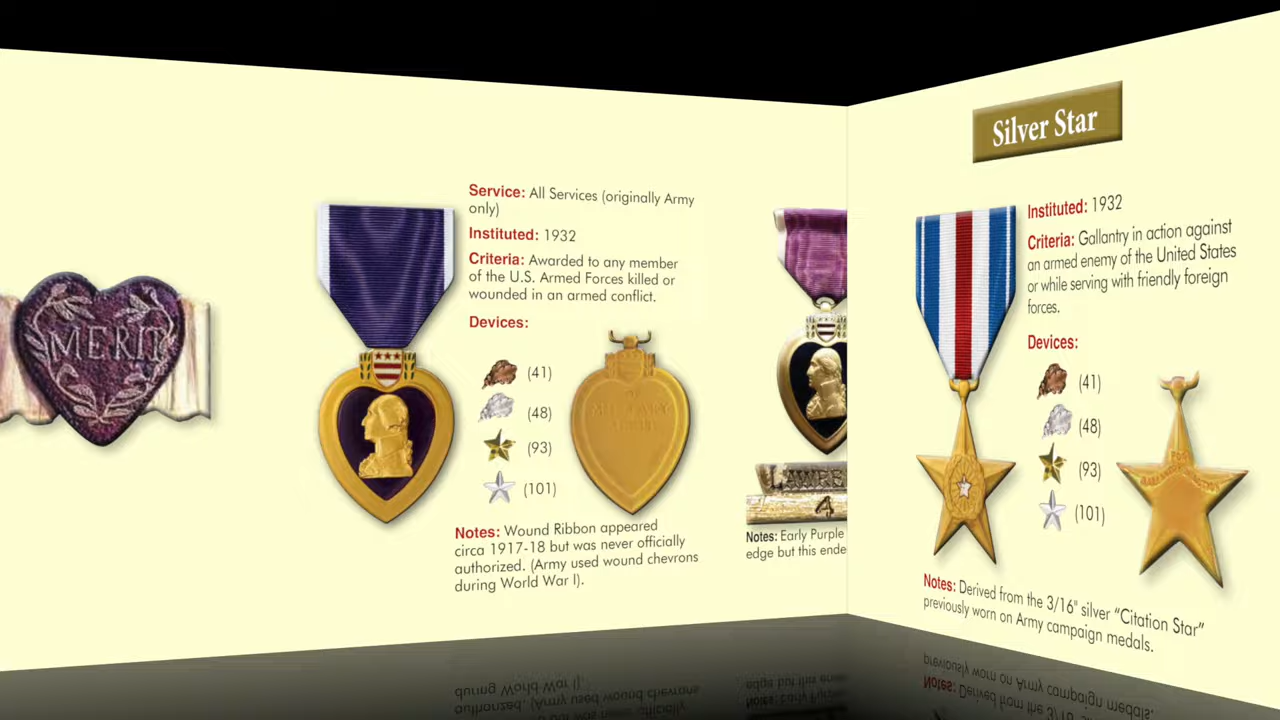 MERIT
Service: All Services (originally Army
only)
Instituted: 1932
Criteria: Awarded to any member
of the U.S. Armed Forces killed or
wounded in an armed conflict.
Devices:
(41)
(48)
(93)
(101)
Notes: Wound Ribbon appeared
circa 1917-18 but was never officially
authorized. (Army used wound chevrons
during World War I).
4
Notes: Early Purple
edge but this ende
Silver Star
Instituted: 1932
Criteria: Gallantry in action against
an armed enemy of the United States
or while serving with friendly foreign
forces.
Devices:
(41)
(48)
(93)
(101)
Notes: Derived from the 3/16" silver “Citation Star”
previously worn on Army campaign medals.